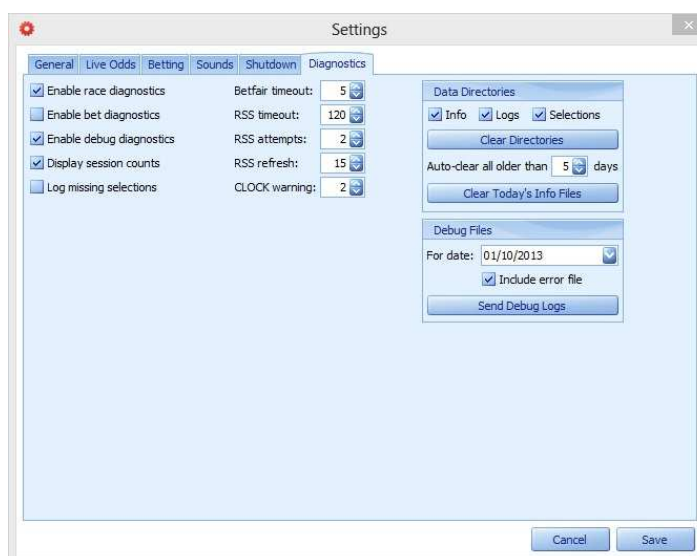 Settings
General Live Odds Betting Sounds Shutdown Diagnostics
Enable race diagnostics
Enable bet diagnostics
Enable debug diagnostics
Display session counts
Log missing selections
Betfair timeout: 5
RSS timeout: 120
RSS attempts: 2
RSS refresh: 15
CLOCK warning: 2
Data Directories
Info Logs Selections
Clear Directories
Auto-clear all older than 5 days
Clear Today's Info Files
Debug Files
For date: 01/10/2013
Include error file
Send Debug Logs
Cancel Save